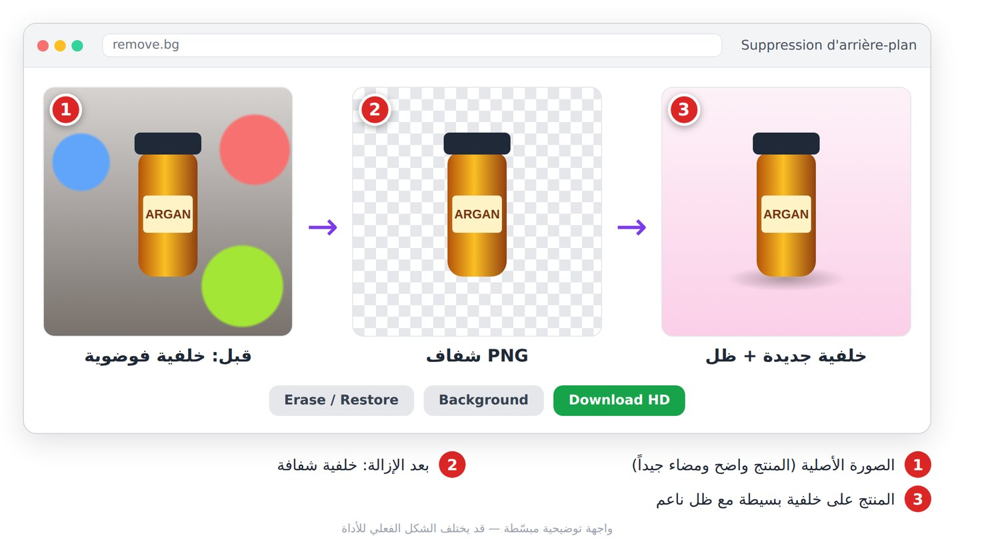 remove.bg
Suppression d'arrière-plan
1
2
3
ARGAN
ARGAN
ARGAN
→
→
قبل: خلفية فوضوية
PNG شفاف
خلفية جديدة + ظل
Erase / Restore
Background
Download HD
1 الصورة الأصلية (المنتج واضح ومضاء جيداً)
2 بعد الإزالة: خلفية شفافة
3 المنتج على خلفية بسيطة مع ظل ناعم
واجهة توضيحية مبسّطة — قد يختلف الشكل الفعلي للأداة